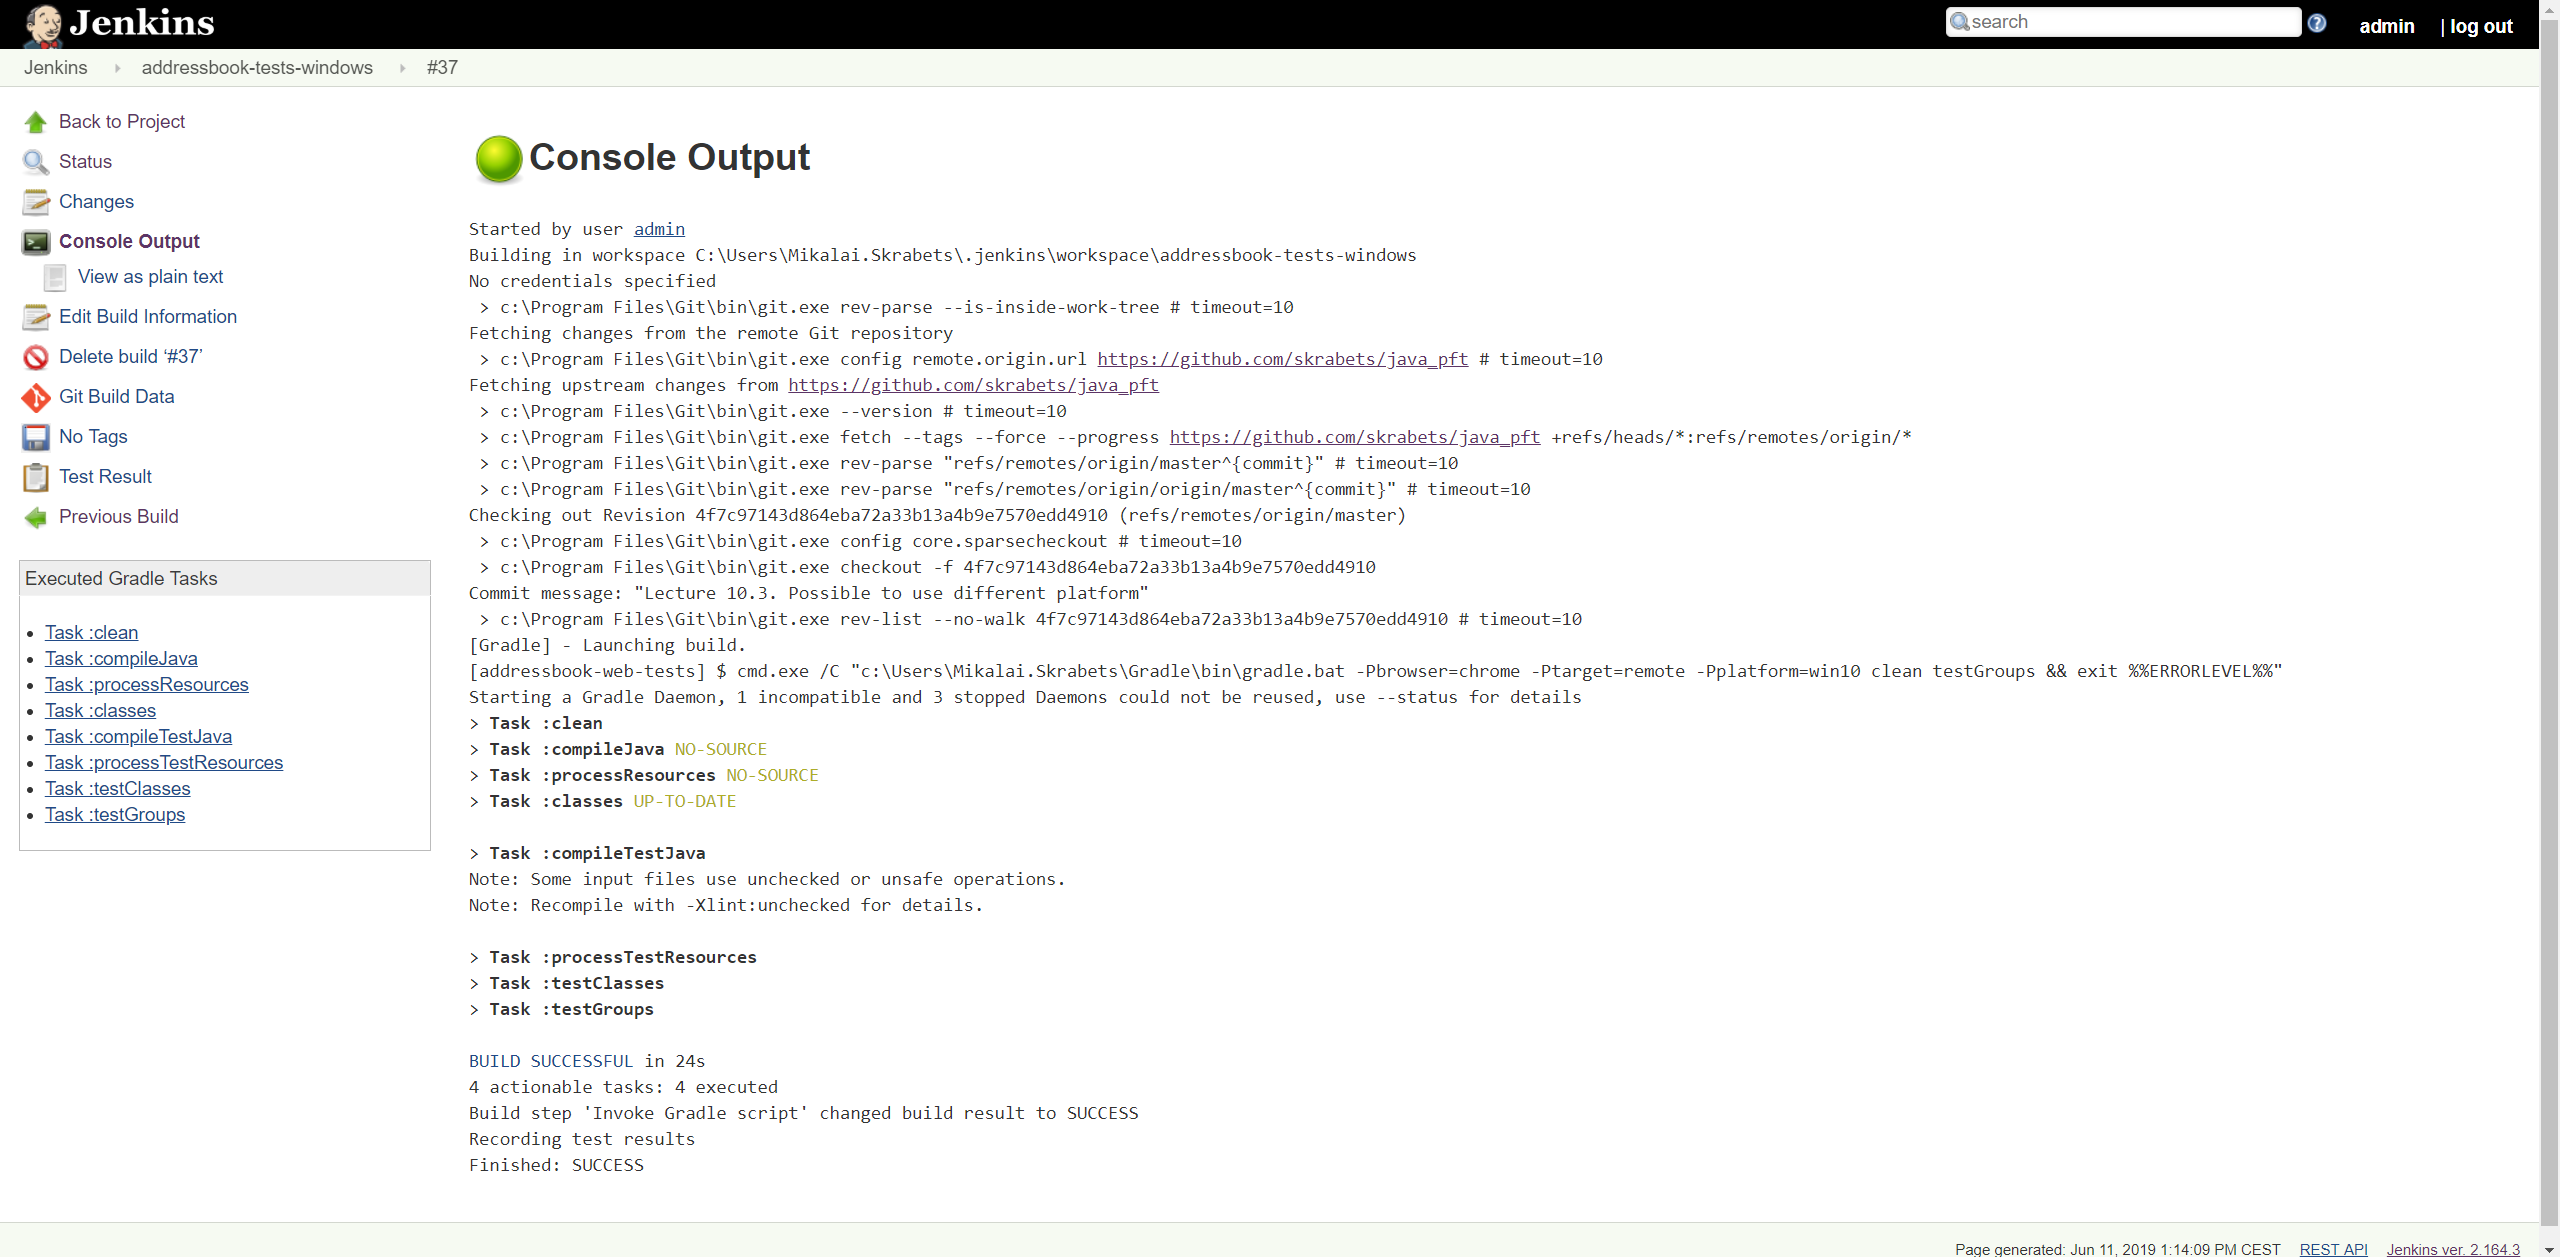 Jenkins
search
admin
| log out
Jenkins
addressbook-tests-windows
#37
Back to Project
Status
Changes
Console Output
View as plain text
Edit Build Information
Delete build ‘#37’
Git Build Data
No Tags
Test Result
Previous Build
Executed Gradle Tasks
Task :clean
Task :compileJava
Task :processResources
Task :classes
Task :compileTestJava
Task :processTestResources
Task :testClasses
Task :testGroups
Console Output
Started by user admin
Building in workspace C:\Users\Mikalai.Skrabets\.jenkins\workspace\addressbook-tests-windows
No credentials specified
> c:\Program Files\Git\bin\git.exe rev-parse --is-inside-work-tree # timeout=10
Fetching changes from the remote Git repository
> c:\Program Files\Git\bin\git.exe config remote.origin.url https://github.com/skrabets/java_pft # timeout=10
Fetching upstream changes from https://github.com/skrabets/java_pft
> c:\Program Files\Git\bin\git.exe --version # timeout=10
> c:\Program Files\Git\bin\git.exe fetch --tags --force --progress https://github.com/skrabets/java_pft +refs/heads/*:refs/remotes/origin/*
> c:\Program Files\Git\bin\git.exe rev-parse "refs/remotes/origin/master^{commit}" # timeout=10
> c:\Program Files\Git\bin\git.exe rev-parse "refs/remotes/origin/origin/master^{commit}" # timeout=10
Checking out Revision 4f7c97143d864eba72a33b13a4b9e7570edd4910 (refs/remotes/origin/master)
> c:\Program Files\Git\bin\git.exe config core.sparsecheckout # timeout=10
> c:\Program Files\Git\bin\git.exe checkout -f 4f7c97143d864eba72a33b13a4b9e7570edd4910
Commit message: "Lecture 10.3. Possible to use different platform"
> c:\Program Files\Git\bin\git.exe rev-list --no-walk 4f7c97143d864eba72a33b13a4b9e7570edd4910 # timeout=10
[Gradle] - Launching build.
[addressbook-web-tests] $ cmd.exe /C "c:\Users\Mikalai.Skrabets\Gradle\bin\gradle.bat -Pbrowser=chrome -Ptarget=remote -Pplatform=win10 clean testGroups && exit %%ERRORLEVEL%%"
Starting a Gradle Daemon, 1 incompatible and 3 stopped Daemons could not be reused, use --status for details
> Task :clean
> Task :compileJava NO-SOURCE
> Task :processResources NO-SOURCE
> Task :classes UP-TO-DATE
> Task :compileTestJava
Note: Some input files use unchecked or unsafe operations.
Note: Recompile with -Xlint:unchecked for details.
> Task :processTestResources
> Task :testClasses
> Task :testGroups
BUILD SUCCESSFUL in 24s
4 actionable tasks: 4 executed
Build step 'Invoke Gradle script' changed build result to SUCCESS
Recording test results
Finished: SUCCESS
Page generated: Jun 11, 2019 1:14:09 PM CEST
REST API
Jenkins ver. 2.164.3